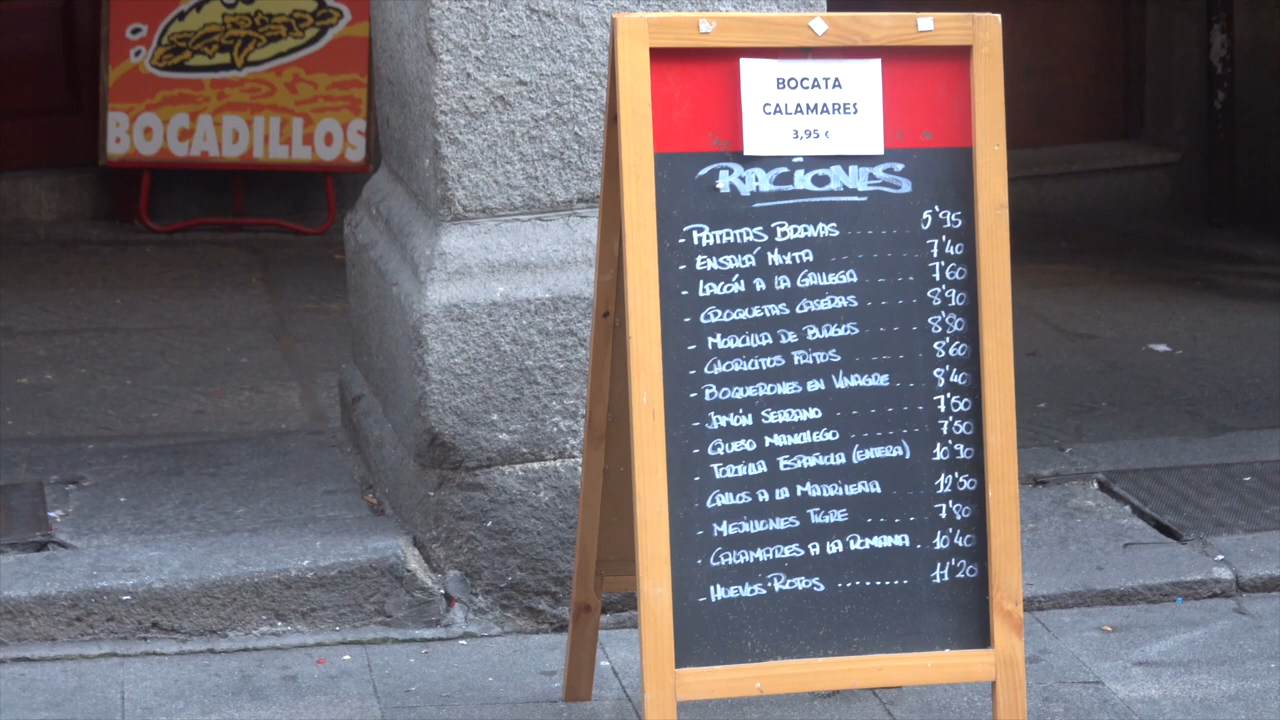 BOCADILLOS
BOCATA
CALAMARES
3,95 €
RACIONES
- PATATAS BRAVAS 5'95
- ENSALÁ MIXTA 7'40
- LACÓN A LA GALLEGA ..... 7'60
- CROQUETAS CASERAS ...... 8'90
- MORCILLA DE BURGOS ...... 8'80
- CHORICITOS FRITOS ...... 8'60
- BOQUERONES EN VINAGRE ... 8'40
- JAMÓN SERRANO ......... 7'50
- QUESO MANCHEGO ....... 7'50
- TORTILLA ESPAÑOLA (ENTERA) 10'90
- CALLOS A LA MADRILEÑA ..... 12'50
- MEJILLONES TIGRE ...... 7'80
- CALAMARES A LA ROMANA .. 10'40
- HUEVOS ROTOS ........ 11'20